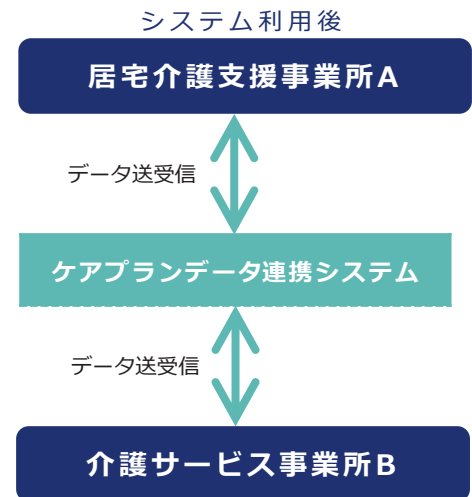 システム利用後
居宅介護支援事業所A
データ送受信
ケアプランデータ連携システム
データ送受信
介護サービス事業所B